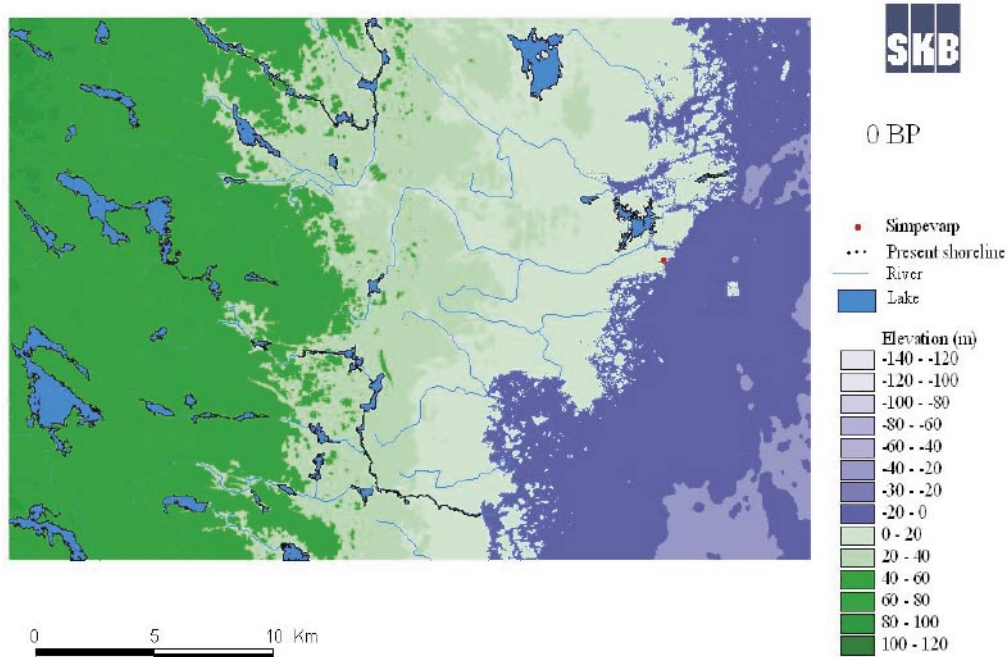 SKB
0 BP
Simpevarp
Present shoreline
River
Lake
Elevation (m)
-140 - -120
-120 - -100
-100 - -80
-80 - -60
-60 - -40
-40 - -20
-30 - -20
-20 - 0
0 - 20
20 - 40
40 - 60
60 - 80
80 - 100
100 - 120
0 5 10 Km